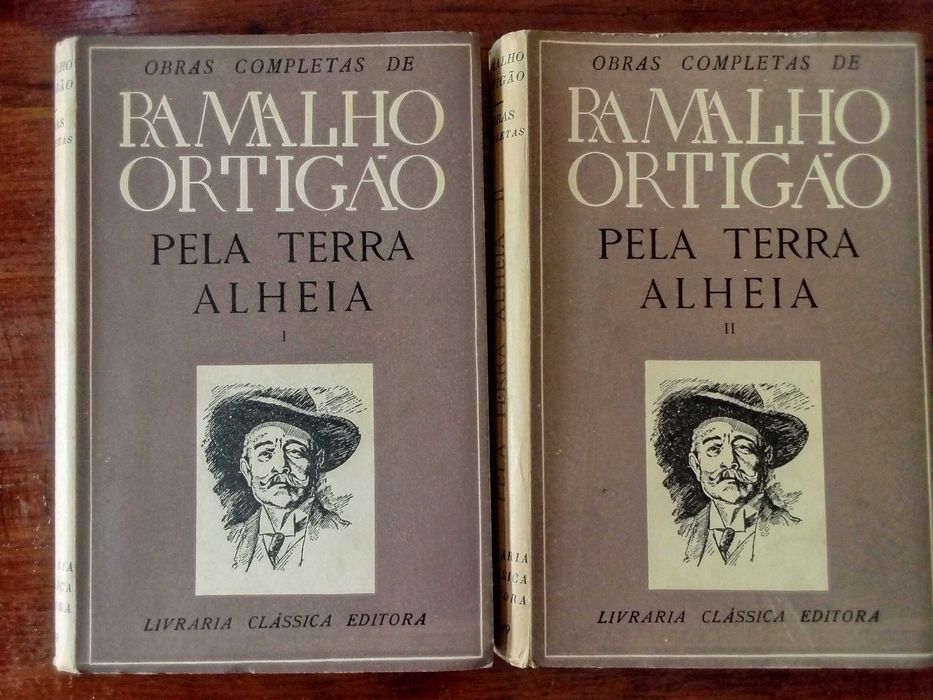 OBRAS COMPLETAS DE
RAMALHO
ORTIGÃO
PELA TERRA
ALHEIA
I
LIVRARIA CLÁSSICA EDITORA
OBRAS COMPLETAS DE
RAMALHO
ORTIGÃO
PELA TERRA
ALHEIA
II
LIVRARIA CLÁSSICA EDITORA